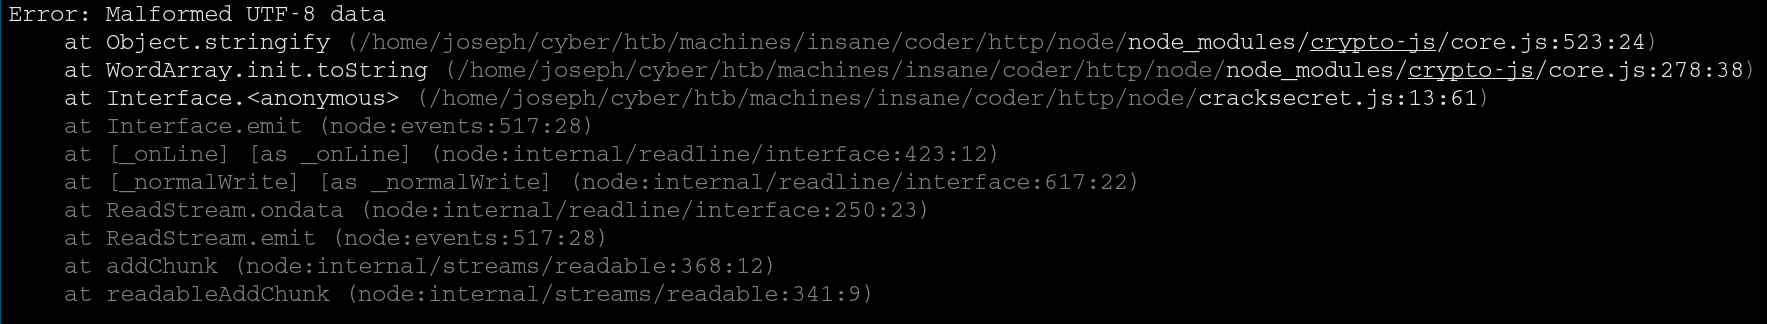 Error: Malformed UTF-8 data
    at Object.stringify (/home/joseph/cyber/htb/machines/insane/coder/http/node/node_modules/crypto-js/core.js:523:24)
    at WordArray.init.toString (/home/joseph/cyber/htb/machines/insane/coder/http/node/node_modules/crypto-js/core.js:278:38)
    at Interface.<anonymous> (/home/joseph/cyber/htb/machines/insane/coder/http/node/cracksecret.js:13:61)
    at Interface.emit (node:events:517:28)
    at [_onLine] [as _onLine] (node:internal/readline/interface:423:12)
    at [_normalWrite] [as _normalWrite] (node:internal/readline/interface:617:22)
    at ReadStream.ondata (node:internal/readline/interface:250:23)
    at ReadStream.emit (node:events:517:28)
    at addChunk (node:internal/streams/readable:368:12)
    at readableAddChunk (node:internal/streams/readable:341:9)